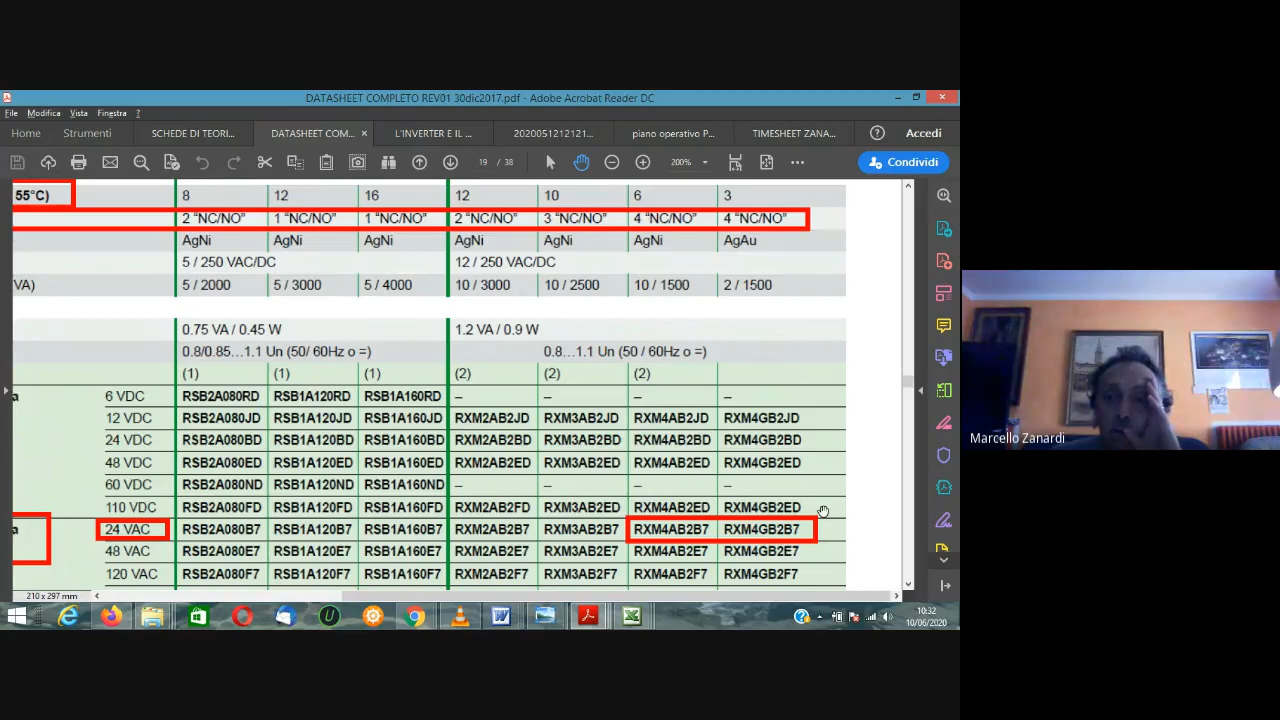 DATASHEET COMPLETO REV01 30dic2017.pdf - Adobe Acrobat Reader DC
File Modifica Vista Finestra ?
Home Strumenti SCHEDE DI TEORI... DATASHEET COM... × L'INVERTER E IL ... 2020051212121... piano operativo P... TIMESHEET ZANA... Accedi
19 / 38 200% Condividi
55°C) 8 12 16 12 10 6 3
2 “NC/NO” 1 “NC/NO” 1 “NC/NO” 2 “NC/NO” 3 “NC/NO” 4 “NC/NO” 4 “NC/NO”
AgNi AgNi AgNi AgNi AgNi AgNi AgAu
5 / 250 VAC/DC 12 / 250 VAC/DC
VA) 5 / 2000 5 / 3000 5 / 4000 10 / 3000 10 / 2500 10 / 1500 2 / 1500
0.75 VA / 0.45 W 1.2 VA / 0.9 W
0.8/0.85…1.1 Un (50/ 60Hz o =) 0.8…1.1 Un (50 / 60Hz o =)
(1) (1) (1) (2) (2) (2)
a 6 VDC RSB2A080RD RSB1A120RD RSB1A160RD – – – –
12 VDC RSB2A080JD RSB1A120JD RSB1A160JD RXM2AB2JD RXM3AB2JD RXM4AB2JD RXM4GB2JD
24 VDC RSB2A080BD RSB1A120BD RSB1A160BD RXM2AB2BD RXM3AB2BD RXM4AB2BD RXM4GB2BD
48 VDC RSB2A080ED RSB1A120ED RSB1A160ED RXM2AB2ED RXM3AB2ED RXM4AB2ED RXM4GB2ED
60 VDC RSB2A080ND RSB1A120ND RSB1A160ND – – – –
110 VDC RSB2A080FD RSB1A120FD RSB1A160FD RXM2AB2FD RXM3AB2ED RXM4AB2ED RXM4GB2ED
a 24 VAC RSB2A080B7 RSB1A120B7 RSB1A160B7 RXM2AB2B7 RXM3AB2B7 RXM4AB2B7 RXM4GB2B7
48 VAC RSB2A080E7 RSB1A120E7 RSB1A160E7 RXM2AB2E7 RXM3AB2E7 RXM4AB2E7 RXM4GB2E7
120 VAC RSB2A080F7 RSB1A120F7 RSB1A160F7 RXM2AB2F7 RXM3AB2F7 RXM4AB2F7 RXM4GB2F7
210 x 297 mm
10:32
10/06/2020
Marcello Zanardi